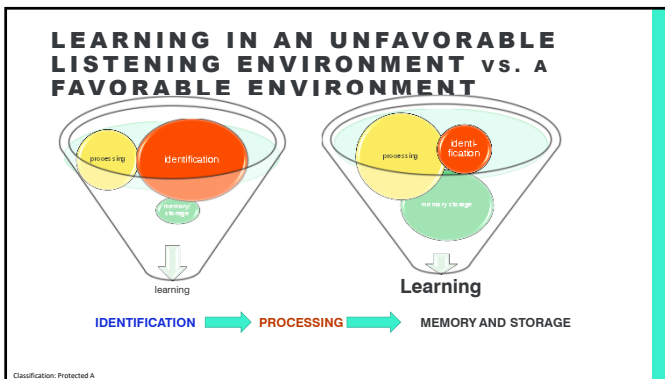 LEARNING IN AN UNFAVORABLE
LISTENING ENVIRONMENT VS. A
FAVORABLE ENVIRONMENT
processing
identification
memory/
storage
learning
processing
identi-
fication
memory storage
Learning
IDENTIFICATION PROCESSING MEMORY AND STORAGE
Classification: Protected A